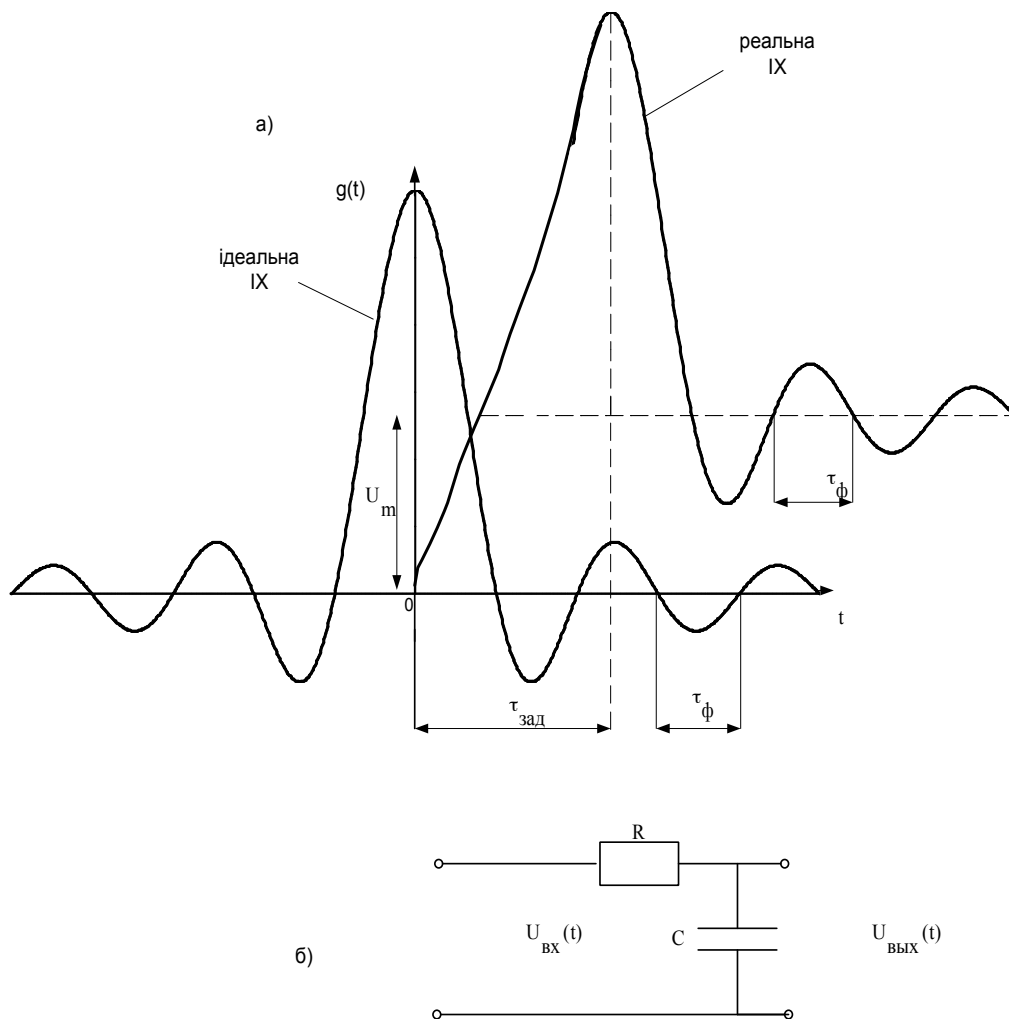 реальна
ІХ
а)
g(t)
ідеальна
ІХ
U m
τ ф
0
t
τ зад
τ ф
R
U вх (t)
C
U вых (t)
б)